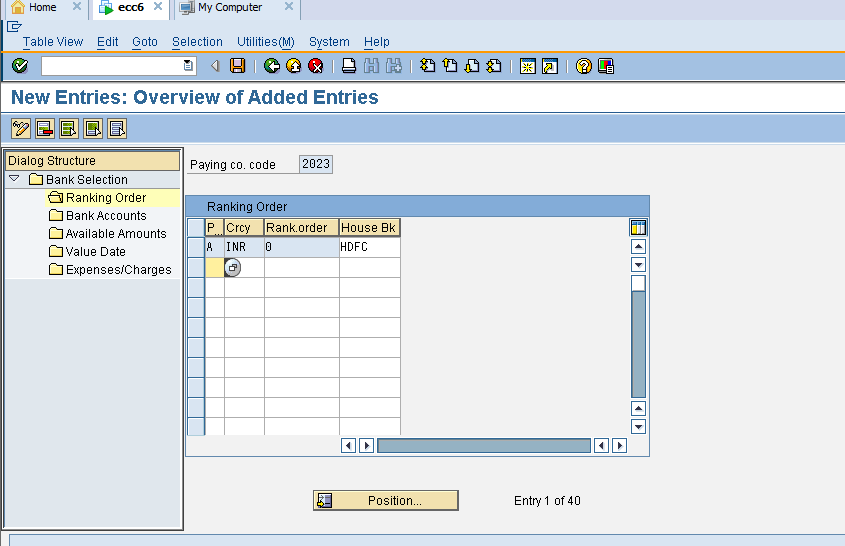 Home ecc6 My Computer
Table View Edit Goto Selection Utilities(M) System Help
New Entries: Overview of Added Entries
Dialog Structure
Bank Selection
Ranking Order
Bank Accounts
Available Amounts
Value Date
Expenses/Charges
Paying co. code 2023
Ranking Order
P... Crcy Rank.order House Bk
A INR 0 HDFC
Position... Entry 1 of 40